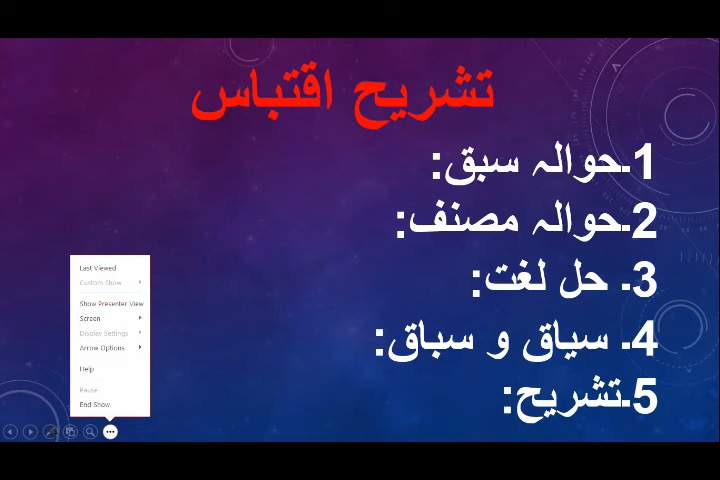 تشریح اقتباس
1۔حوالہ سبق:
2۔حوالہ مصنف:
3۔ حل لغت:
4۔ سیاق و سباق:
5۔تشریح:
Last Viewed
Custom Show
Show Presenter View
Screen
Display Settings
Arrow Options
Help
Pause
End Show